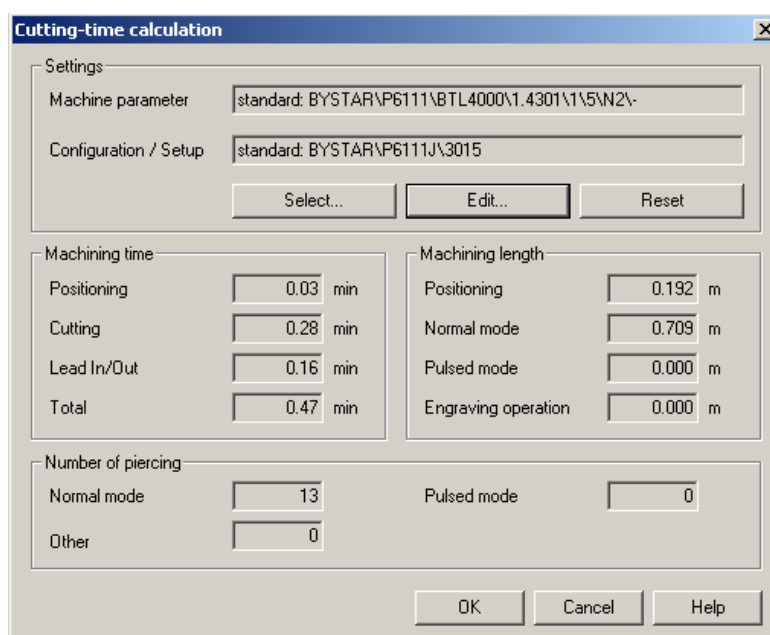 Cutting-time calculation
Settings
Machine parameter standard: BYSTAR\P6111\BTL4000\1.4301\1\5\N2\-
Configuration / Setup standard: BYSTAR\P6111J\3015
Select... Edit... Reset
Machining time
Positioning 0.03 min
Cutting 0.28 min
Lead In/Out 0.16 min
Total 0.47 min
Machining length
Positioning 0.192 m
Normal mode 0.709 m
Pulsed mode 0.000 m
Engraving operation 0.000 m
Number of piercing
Normal mode 13 Pulsed mode 0
Other 0
OK Cancel Help